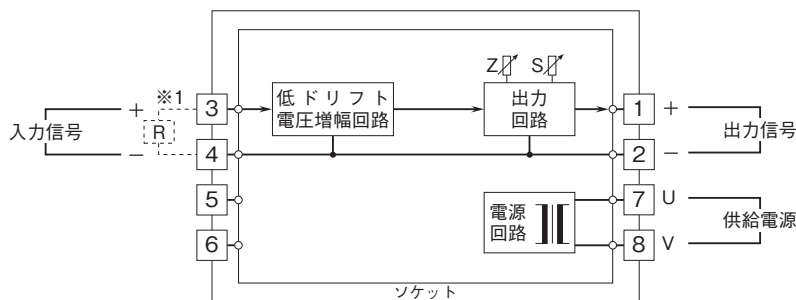 Z
S
※1
低ドリフト
電圧増幅回路
出力
回路
3
1
+
+
R
入力信号
出力信号
4
2
−
−
5
7
U
電源
回路
供給電源
6
8
V
ソケット